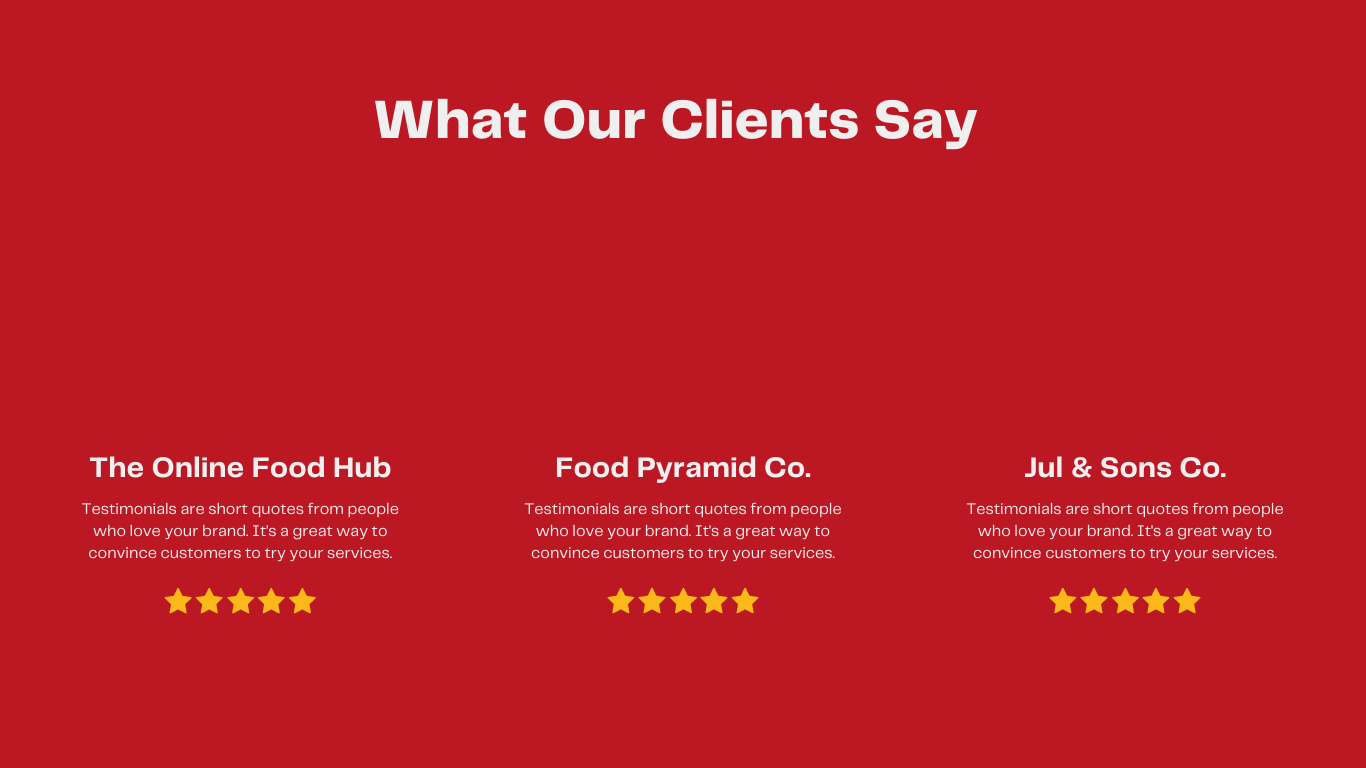 What Our Clients Say
The Online Food Hub
Testimonials are short quotes from people
who love your brand. It's a great way to
convince customers to try your services.
Food Pyramid Co.
Testimonials are short quotes from people
who love your brand. It's a great way to
convince customers to try your services.
Jul & Sons Co.
Testimonials are short quotes from people
who love your brand. It's a great way to
convince customers to try your services.